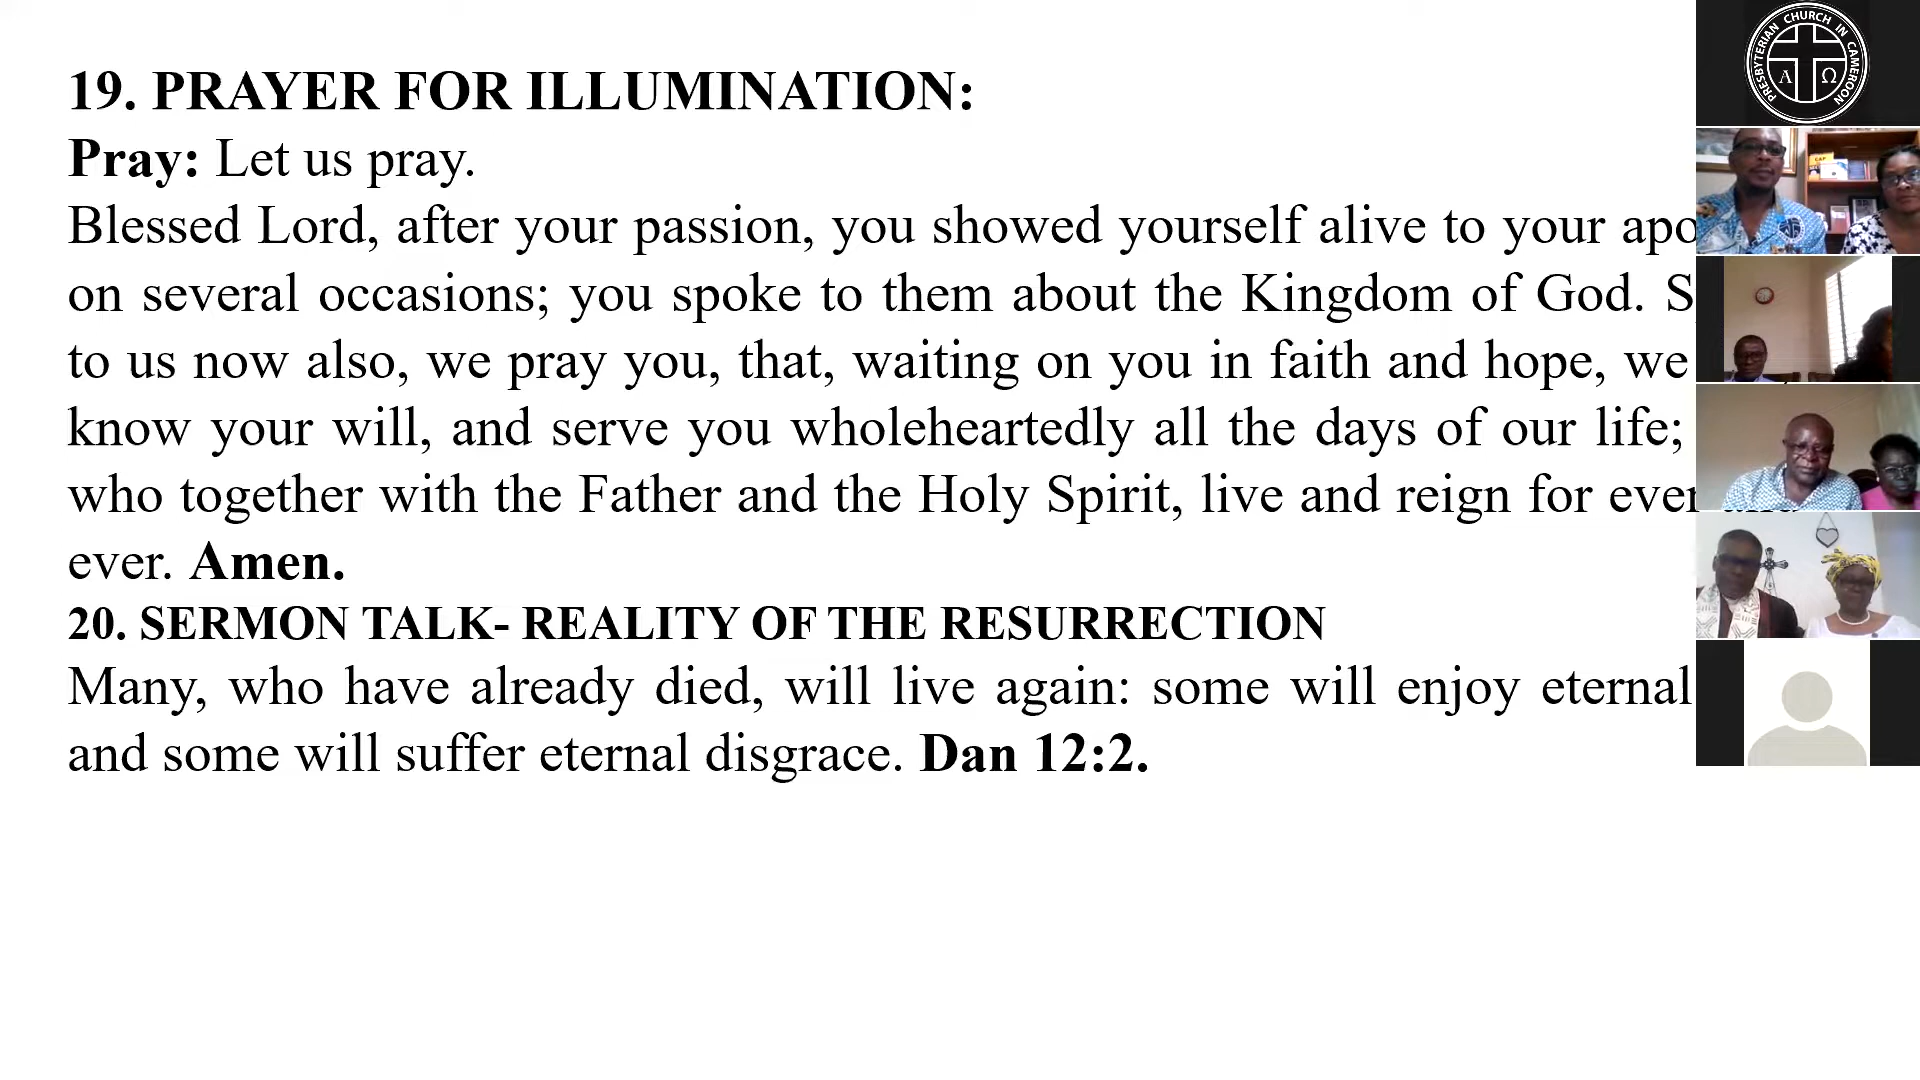 19. PRAYER FOR ILLUMINATION:
Pray: Let us pray.
Blessed Lord, after your passion, you showed yourself alive to your
on several occasions; you spoke to them about the Kingdom of God.
to us now also, we pray you, that, waiting on you in faith and hope, we
know your will, and serve you wholeheartedly all the days of our life;
who together with the Father and the Holy Spirit, live and reign for ever
ever. Amen.
20. SERMON TALK- REALITY OF THE RESURRECTION
Many, who have already died, will live again: some will enjoy eternal
and some will suffer eternal disgrace. Dan 12:2.
PRESBYTERIAN CHURCH IN CAMEROON
Α Ω